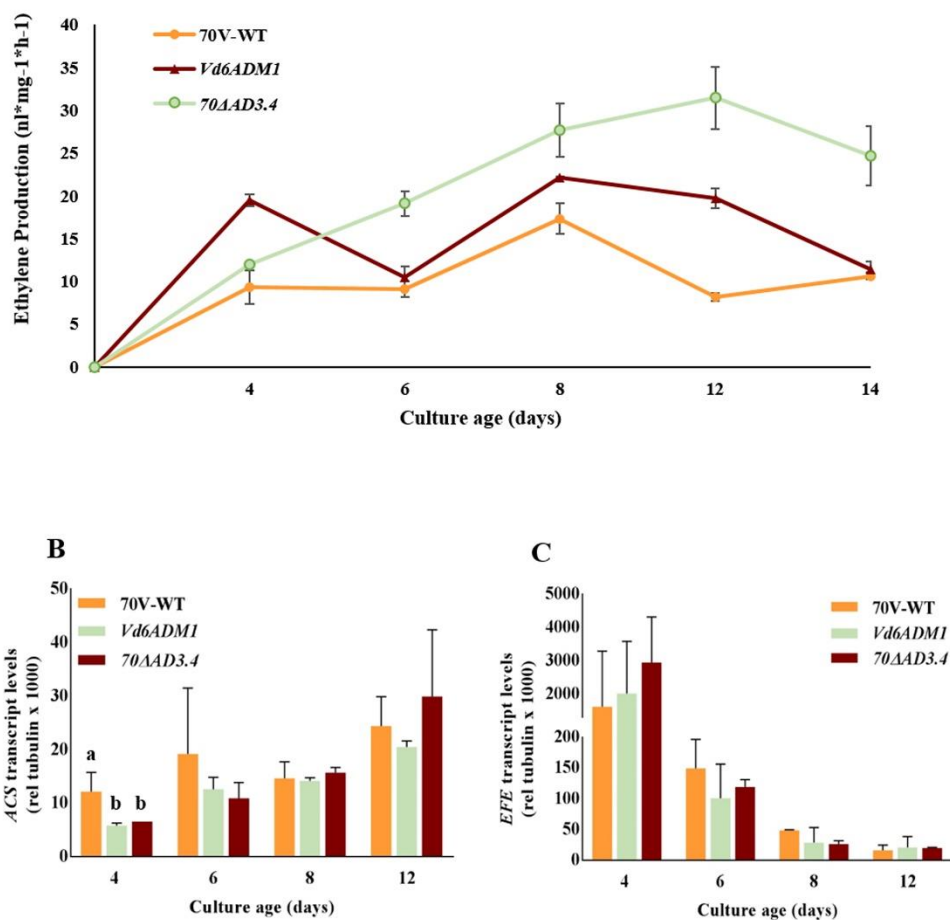 Ethylene Production (nl*mg-1*h-1)
40
35
30
25
20
15
10
5
0
70V-WT
Vd6ADM1
70ΔAD3.4
4
6
8
12
14
Culture age (days)
B
ACS transcript levels
(rel tubulin x 1000)
50
40
30
20
10
0
70V-WT
Vd6ADM1
70ΔAD3.4
a
b
b
4
6
8
12
Culture age (days)
C
EFE transcript levels
(rel tubulin x 1000)
5000
4000
3000
2000
200
150
100
50
0
70V-WT
Vd6ADM1
70ΔAD3.4
4
6
8
12
Culture age (days)